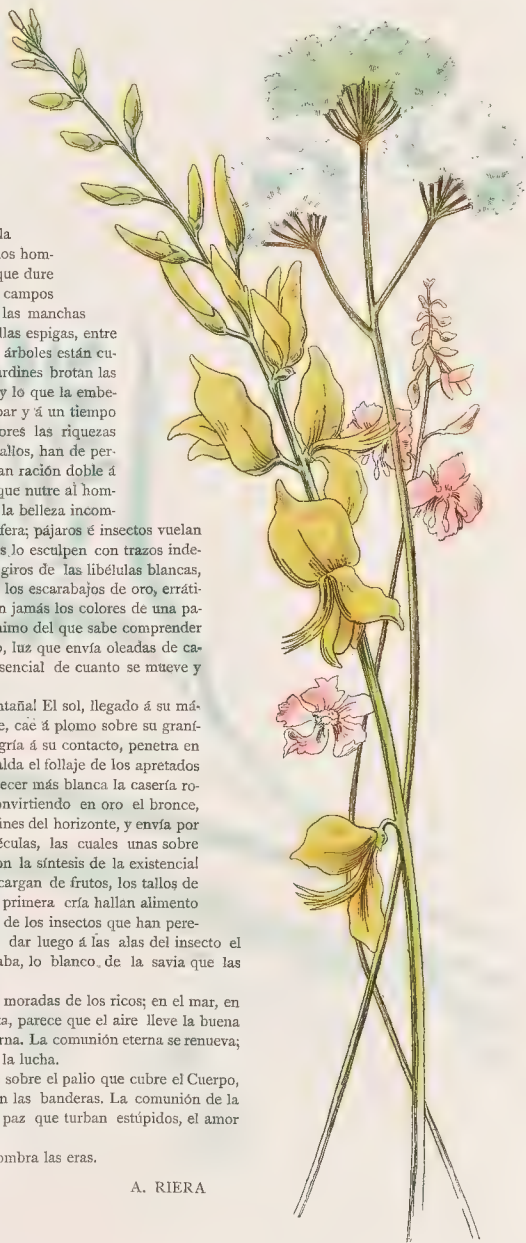 la
los hom-
que dure
campos
las manchas
llas espigas, entre
árboles están cu-
ardines brotan las
y lo que la embe-
par y á un tiempo
ores las riquezas
allos, han de per-
an ración doble á
que nutre al hom-
la belleza incom-
sfera; pájaros é insectos vuelan
s lo esculpen con trazos inde-
giros de las libélulas blancas,
los escarabajos de oro, erráti-
n jamás los colores de una pa-
nimo del que sabe comprender
o, luz que envía oleadas de ca-
sencial de cuanto se mueve y
ntaña! El sol, llegado á su má-
e, cae á plomo sobre su graní-
gría á su contacto, penetra en
alda el follaje de los apretados
ecer más blanca la casería ro-
onvirtiendo en oro el bronce,
ines del horizonte, y envía por
éculas, las cuales unas sobre
on la síntesis de la existencia!
cargan de frutos, los tallos de
primera cría hallan alimento
de los insectos que han pere-
dar luego á las alas del insecto el
aba, lo blanco de la savia que las
moradas de los ricos; en el mar, en
ta, parece que el aire lleve la buena
erna. La comunión eterna se renueva;
la lucha.
sobre el palio que cubre el Cuerpo,
n las banderas. La comunión de la
paz que turban estúpidos, el amor
ombra las eras.
A. RIERA